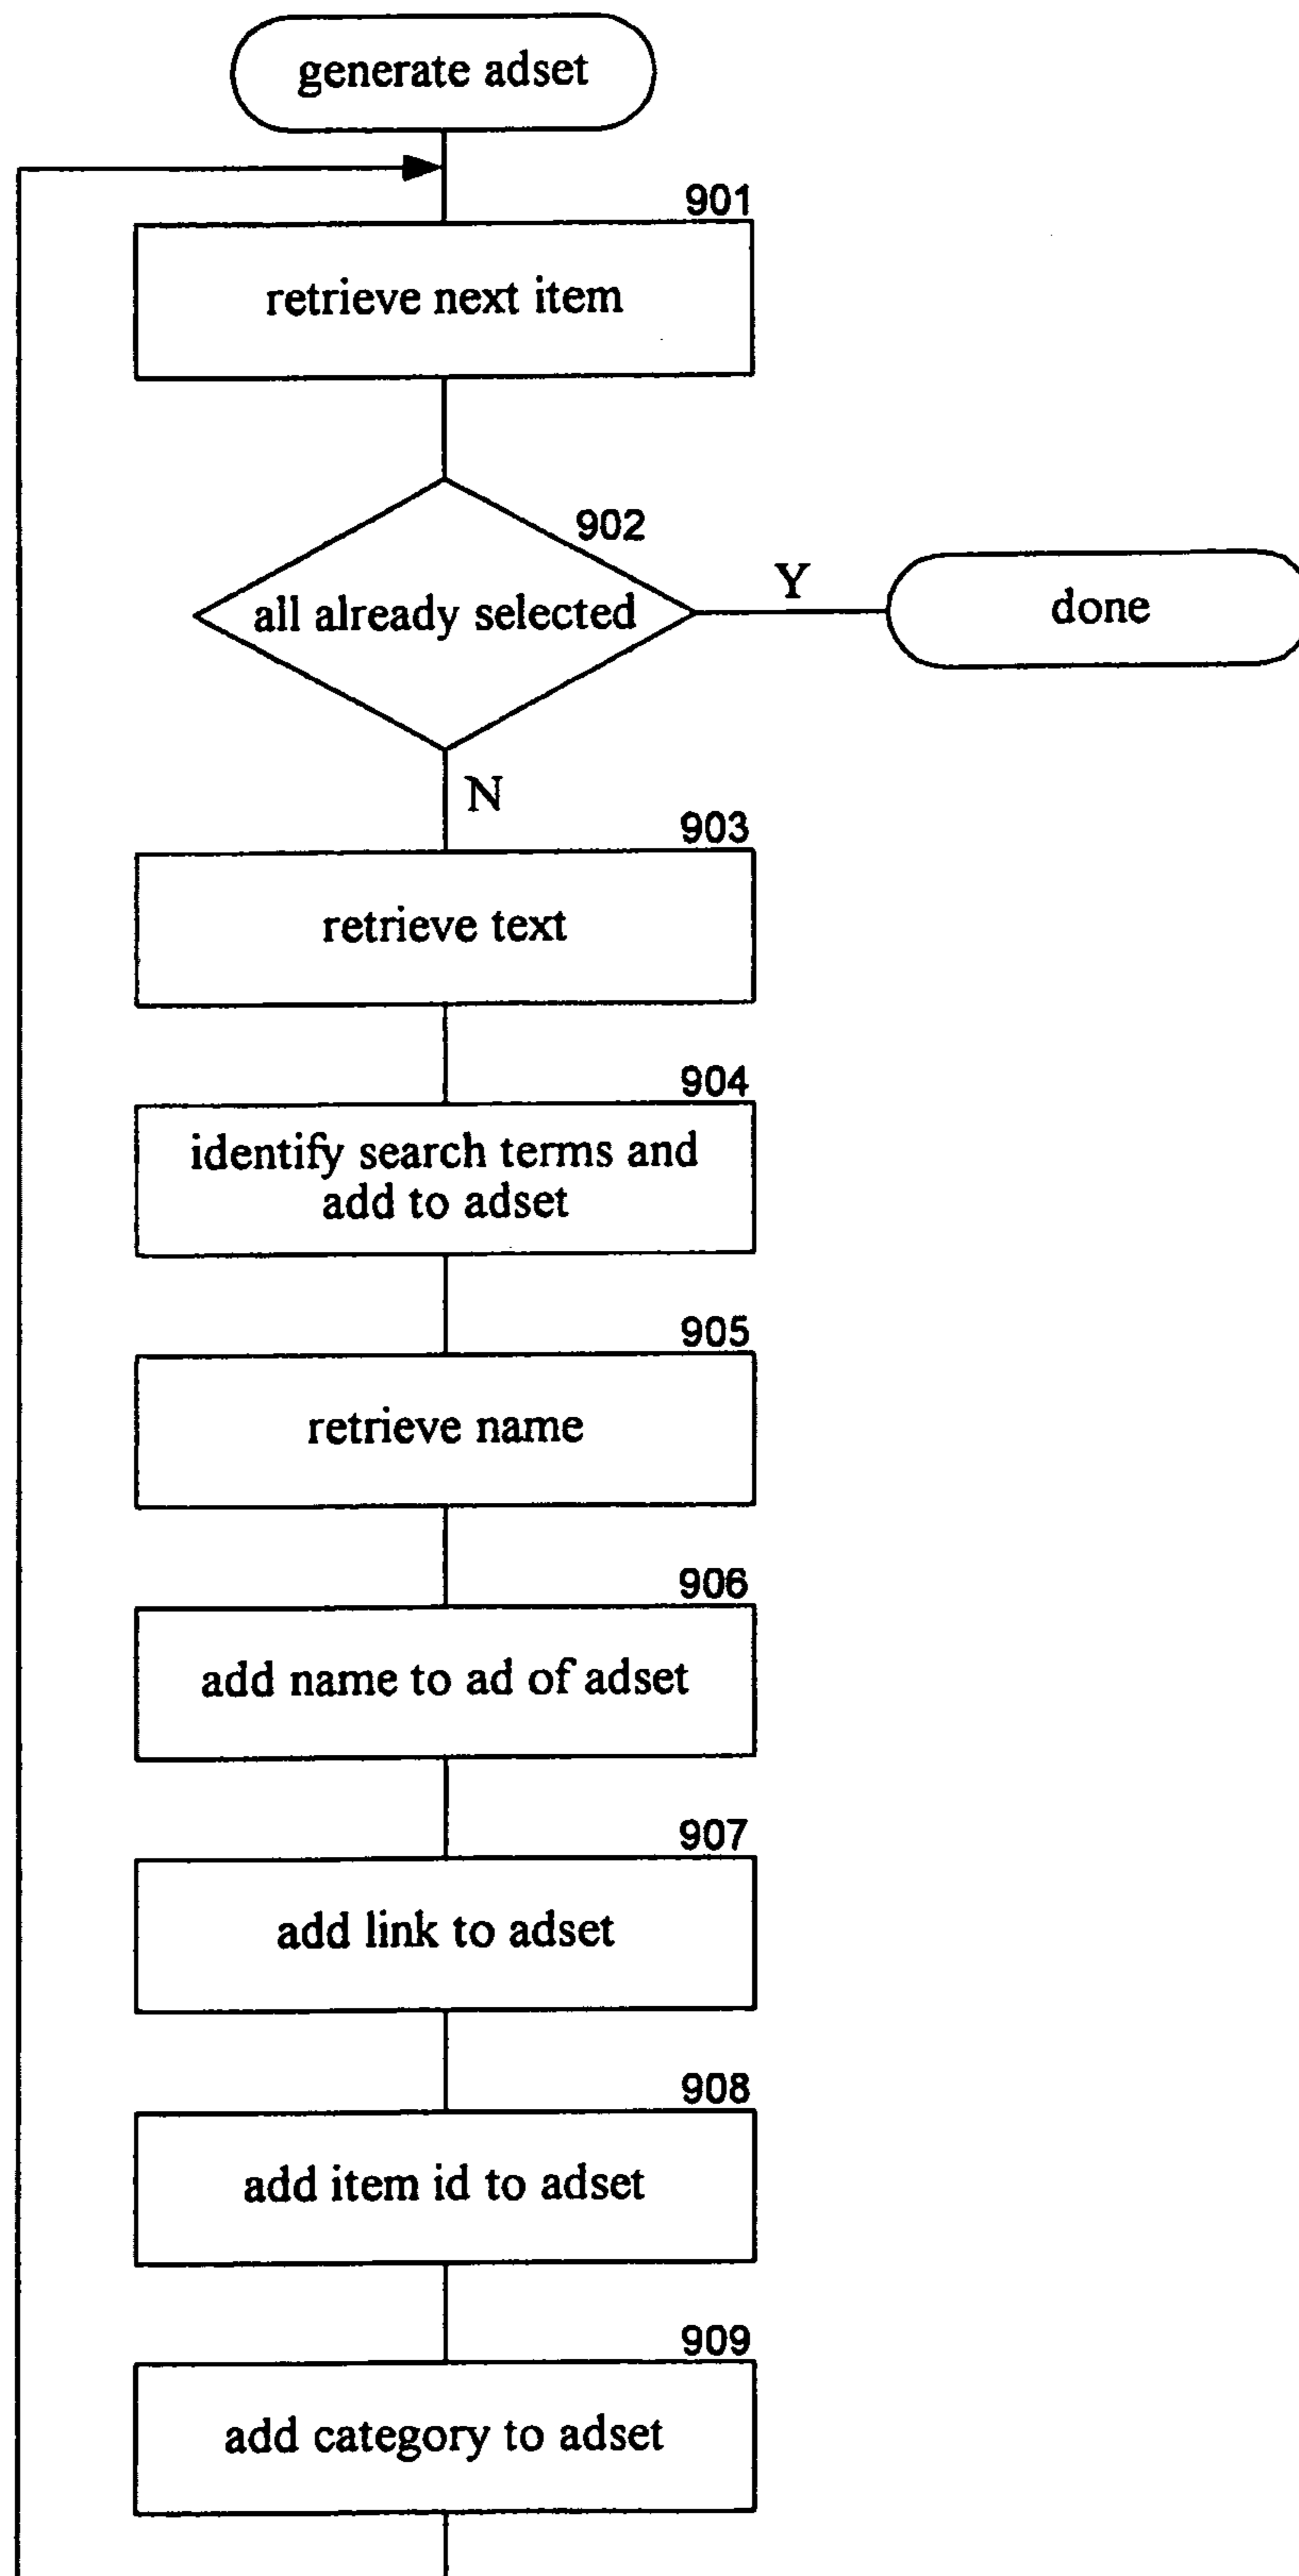 generate adset
901
retrieve next item
902
all already selected
Y
done
N
903
retrieve text
904
identify search terms and
add to adset
905
retrieve name
906
add name to ad of adset
907
add link to adset
908
add item id to adset
909
add category to adset